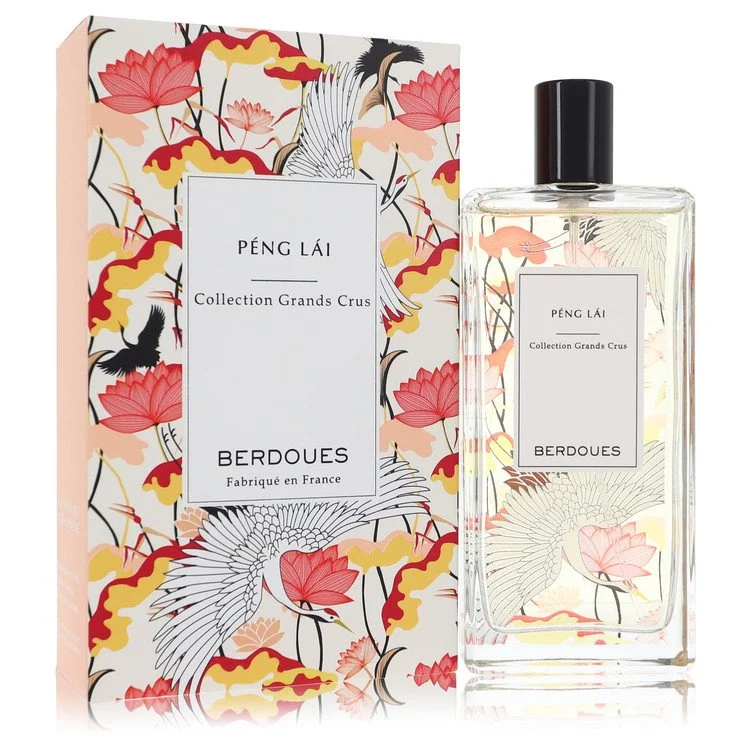 PÉNG LÁI
Collection Grands Crus
BERDOUES
Fabriqué en France
PÉNG LÁI
Collection Grands Crus
BERDOUES